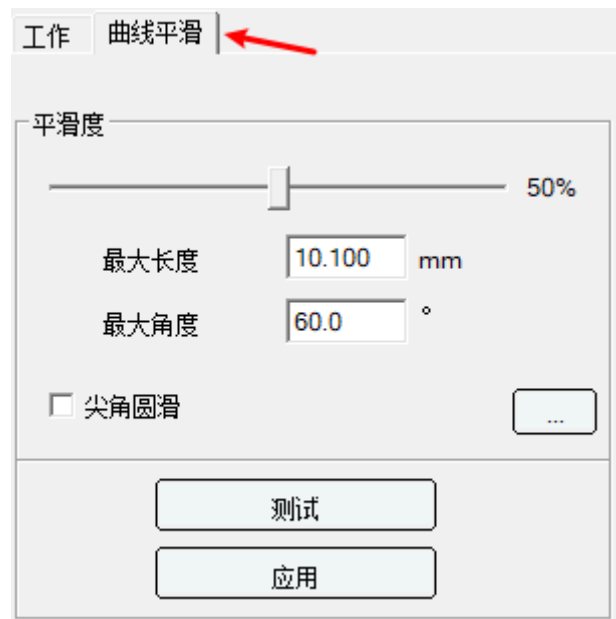 工作 曲线平滑
平滑度
50%
最大长度 10.100 mm
最大角度 60.0 °
尖角圆滑 ...
测试
应用